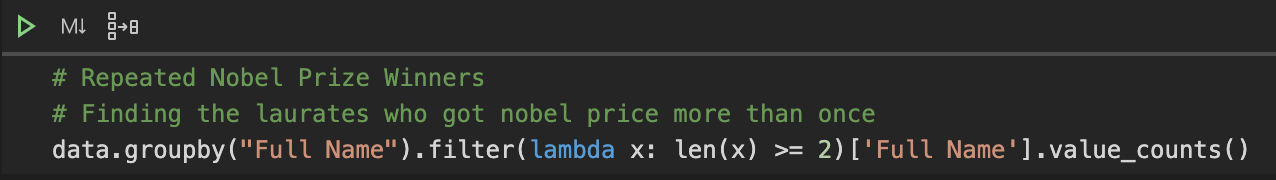 M↓
# Repeated Nobel Prize Winners
# Finding the laurates who got nobel price more than once
data.groupby("Full Name").filter(lambda x: len(x) >= 2)['Full Name'].value_counts()